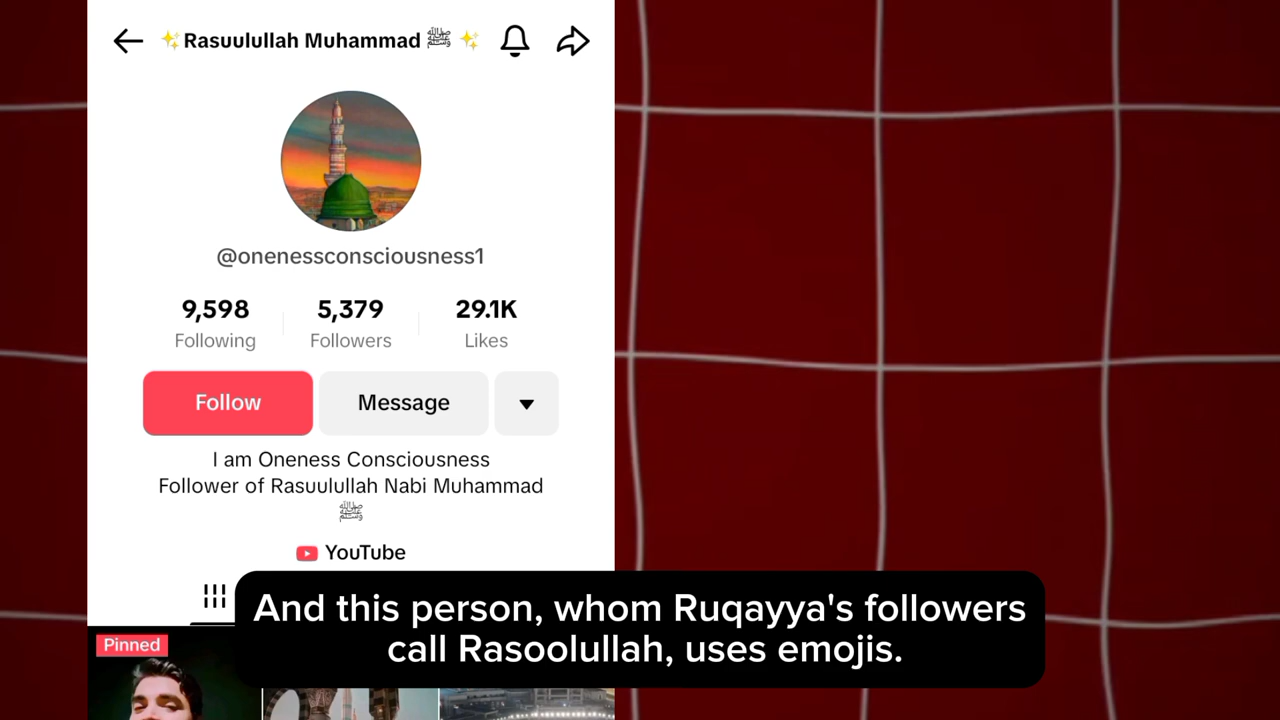 ✨Rasuulullah Muhammad ﷺ ✨
@onenessconsciousness1
9,598 5,379 29.1K
Following Followers Likes
Follow Message
I am Oneness Consciousness
Follower of Rasuulullah Nabi Muhammad
ﷺ
YouTube
Pinned
And this person, whom Ruqayya's followers
call Rasoolullah, uses emojis.